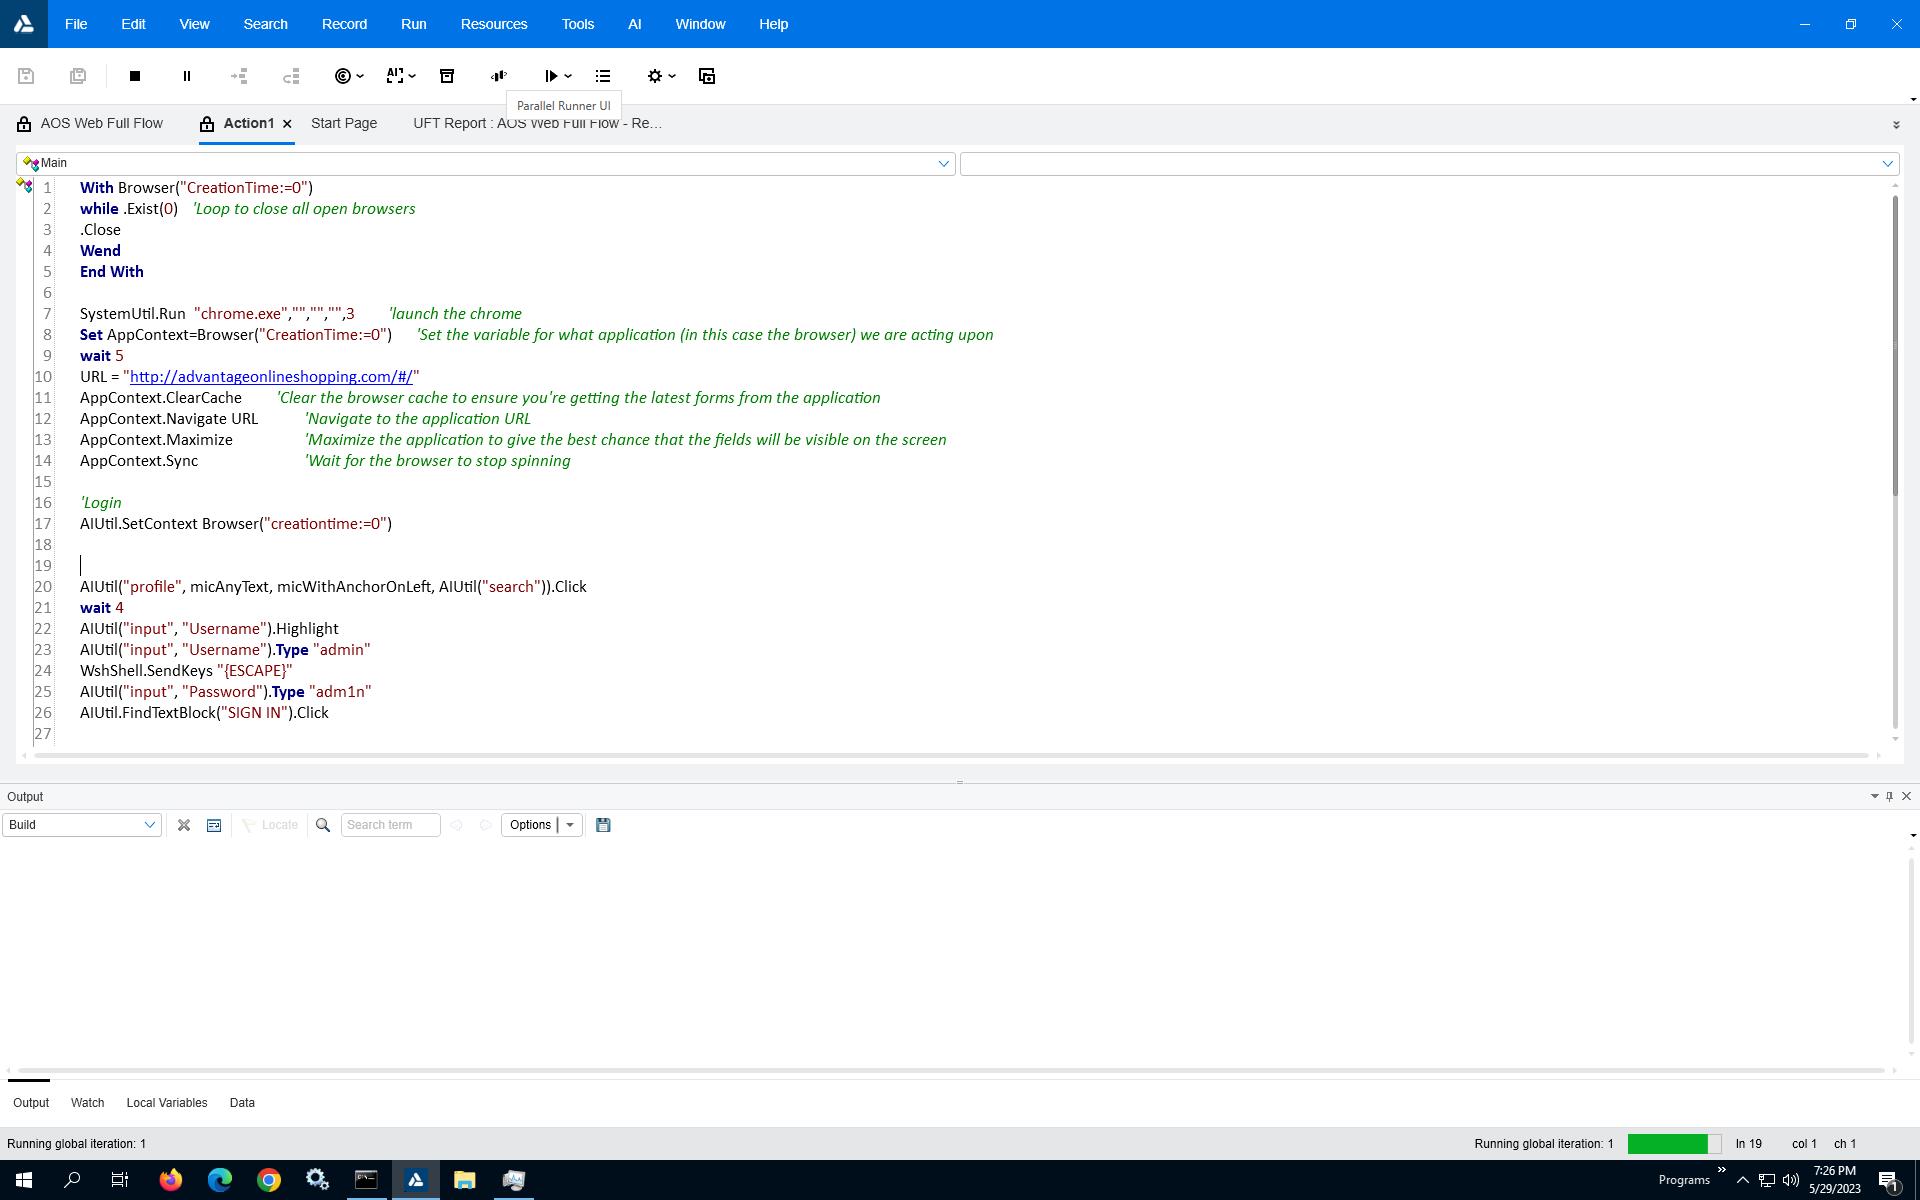 File Edit View Search Record Run Resources Tools AI Window Help
Parallel Runner UI
AOS Web Full Flow Action1 Start Page UFT Report : AOS Web Full Flow - Re...
Main
1 With Browser("CreationTime:=0")
2 while .Exist(0) 'Loop to close all open browsers
3 .Close
4 Wend
5 End With
6
7 SystemUtil.Run "chrome.exe","","","",3 'launch the chrome
8 Set AppContext=Browser("CreationTime:=0") 'Set the variable for what application (in this case the browser) we are acting upon
9 wait 5
10 URL = "http://advantageonlineshopping.com/#/"
11 AppContext.ClearCache 'Clear the browser cache to ensure you're getting the latest forms from the application
12 AppContext.Navigate URL 'Navigate to the application URL
13 AppContext.Maximize 'Maximize the application to give the best chance that the fields will be visible on the screen
14 AppContext.Sync 'Wait for the browser to stop spinning
15
16 'Login
17 AIUtil.SetContext Browser("creationtime:=0")
18
19
20 AIUtil("profile", micAnyText, micWithAnchorOnLeft, AIUtil("search")).Click
21 wait 4
22 AIUtil("input", "Username").Highlight
23 AIUtil("input", "Username").Type "admin"
24 WshShell.SendKeys "{ESCAPE}"
25 AIUtil("input", "Password").Type "adm1n"
26 AIUtil.FindTextBlock("SIGN IN").Click
27
Output
Build Locate Search term Options
Output Watch Local Variables Data
Running global iteration: 1 Running global iteration: 1 ln 19 col 1 ch 1
Programs 7:26 PM
5/29/2023 1